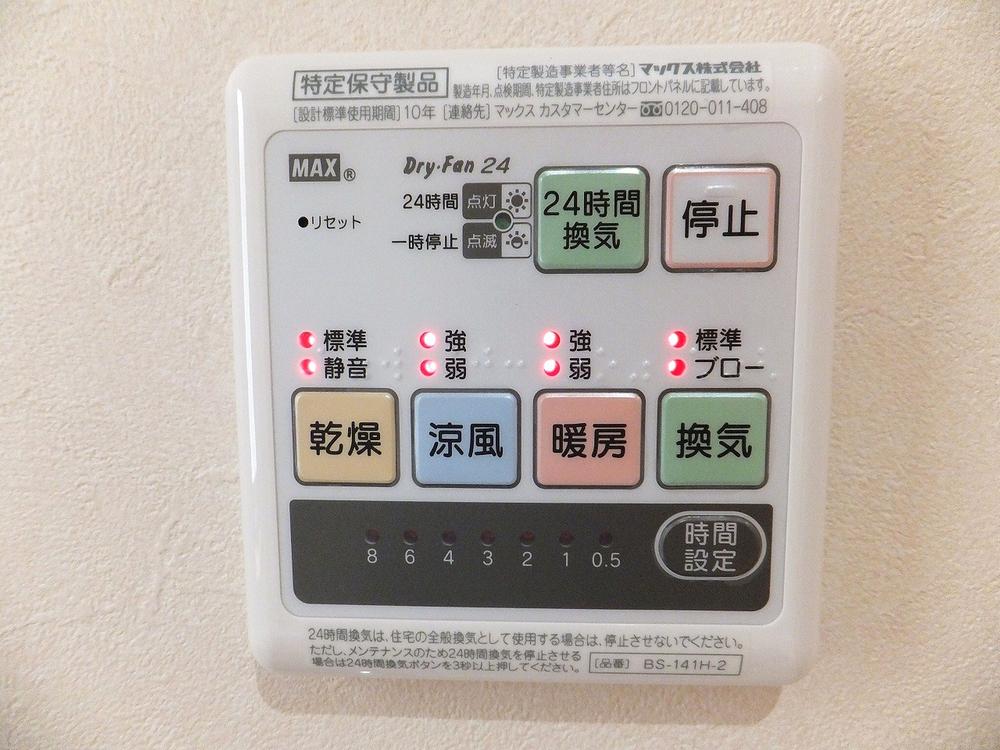 特定保守製品
[特定製造事業者等名] マックス株式会社
製造年月、点検期間、特定製造事業者住所はフロントパネルに記載しています。
[設計標準使用期間]10年 [連絡先]マックス カスタマーセンター 0120-011-408
MAX®
Dry・Fan 24
24時間 点灯
一時停止 点滅
●リセット
24時間
換気
停止
標準 強 強 標準
静音 弱 弱 ブロー
乾燥 涼風 暖房 換気
8 6 4 3 2 1 0.5
時間
設定
24時間換気は、住宅の全般換気として使用する場合は、停止させないでください。
ただし、メンテナンスのため24時間換気を停止させる
場合は24時間換気ボタンを3秒以上押してください。
[品番] BS-141H-2